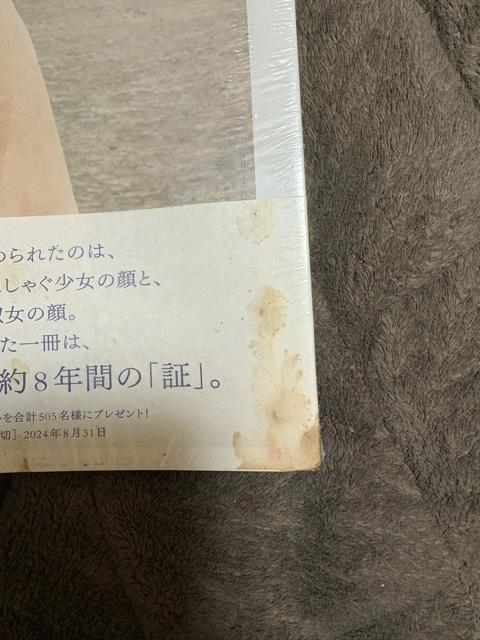 られたのは、
しゃぐ少女の顔と、
女の顔。
た一冊は、
約8年間の「証」。
を合計505名様にプレゼント!
切］2024年8月31日